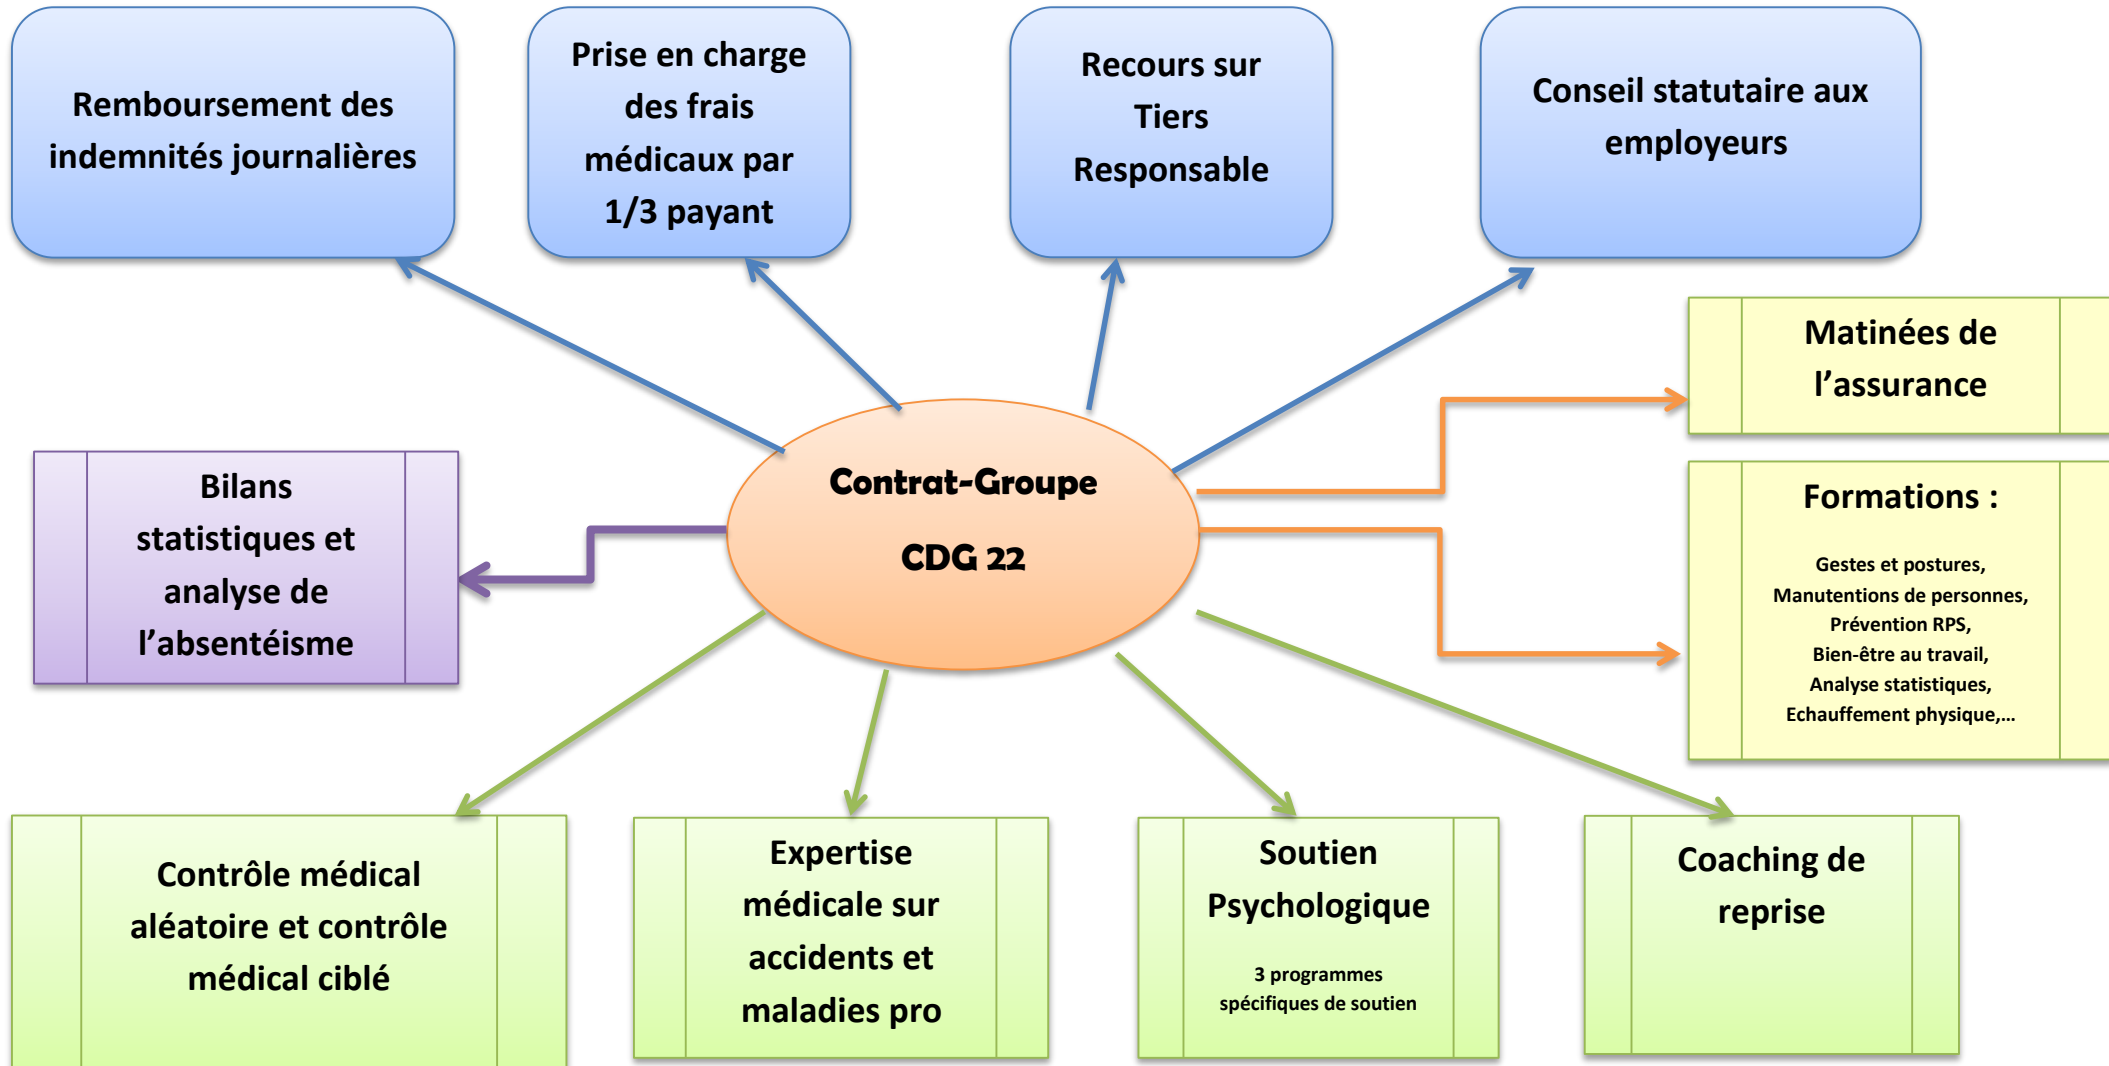 Remboursement des
indemnités journalières
Prise en charge
des frais
médicaux par
1/3 payant
Recours sur
Tiers
Responsable
Conseil statutaire aux
employeurs
Matinées de
l’assurance
Contrat-Groupe
CDG 22
Bilans
statistiques et
analyse de
l’absentéisme
Formations :
Gestes et postures,
Manutentions de personnes,
Prévention RPS,
Bien-être au travail,
Analyse statistiques,
Echauffement physique,...
Contrôle médical
aléatoire et contrôle
médical ciblé
Expertise
médicale sur
accidents et
maladies pro
Soutien
Psychologique
3 programmes
spécifiques de soutien
Coaching de
reprise